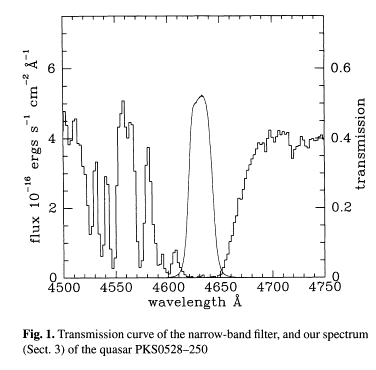 6
4
2
0
flux 10⁻¹⁶ ergs s⁻¹ cm⁻² Å⁻¹
0.6
0.4
0.2
0
transmission
4500 4550 4600 4650 4700 4750
wavelength Å
Fig. 1. Transmission curve of the narrow-band filter, and our spectrum
(Sect. 3) of the quasar PKS0528–250